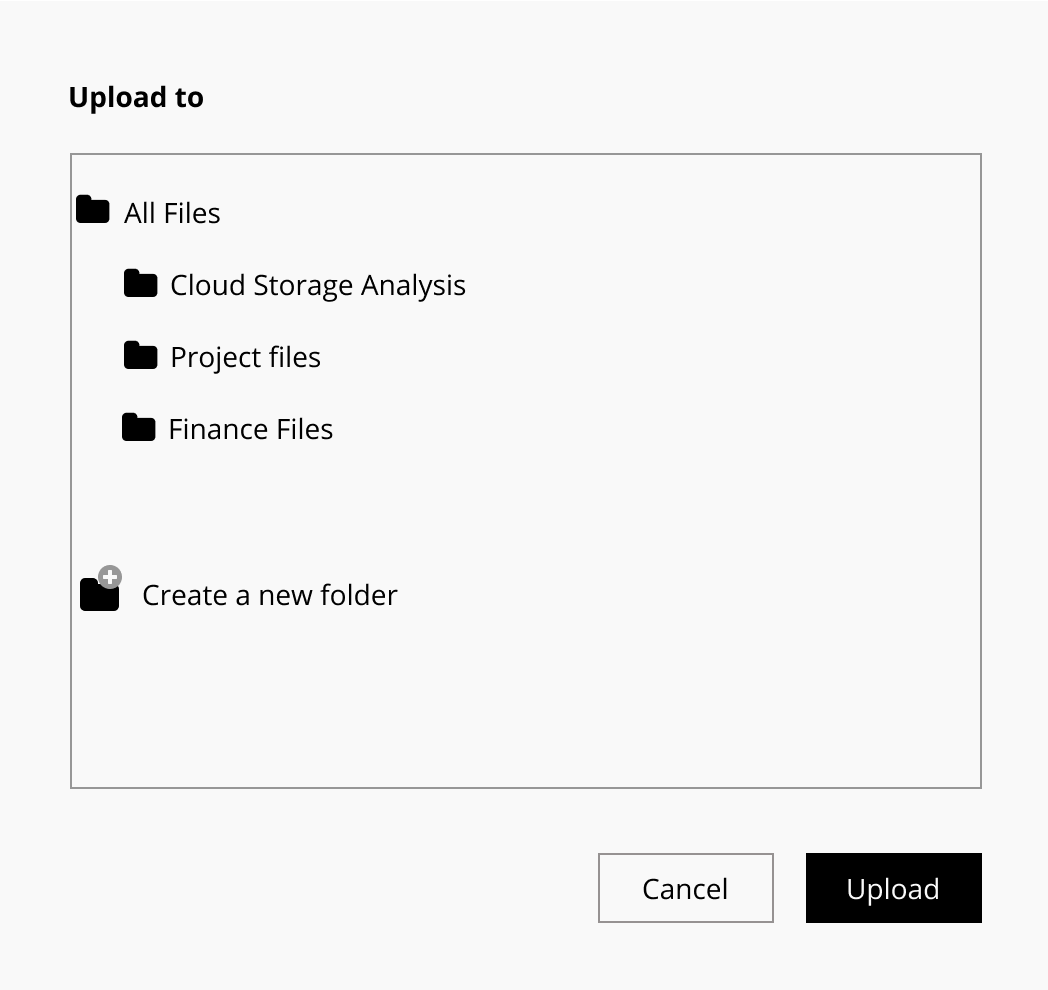 Upload to
All Files
Cloud Storage Analysis
Project files
Finance Files
Create a new folder
Cancel
Upload